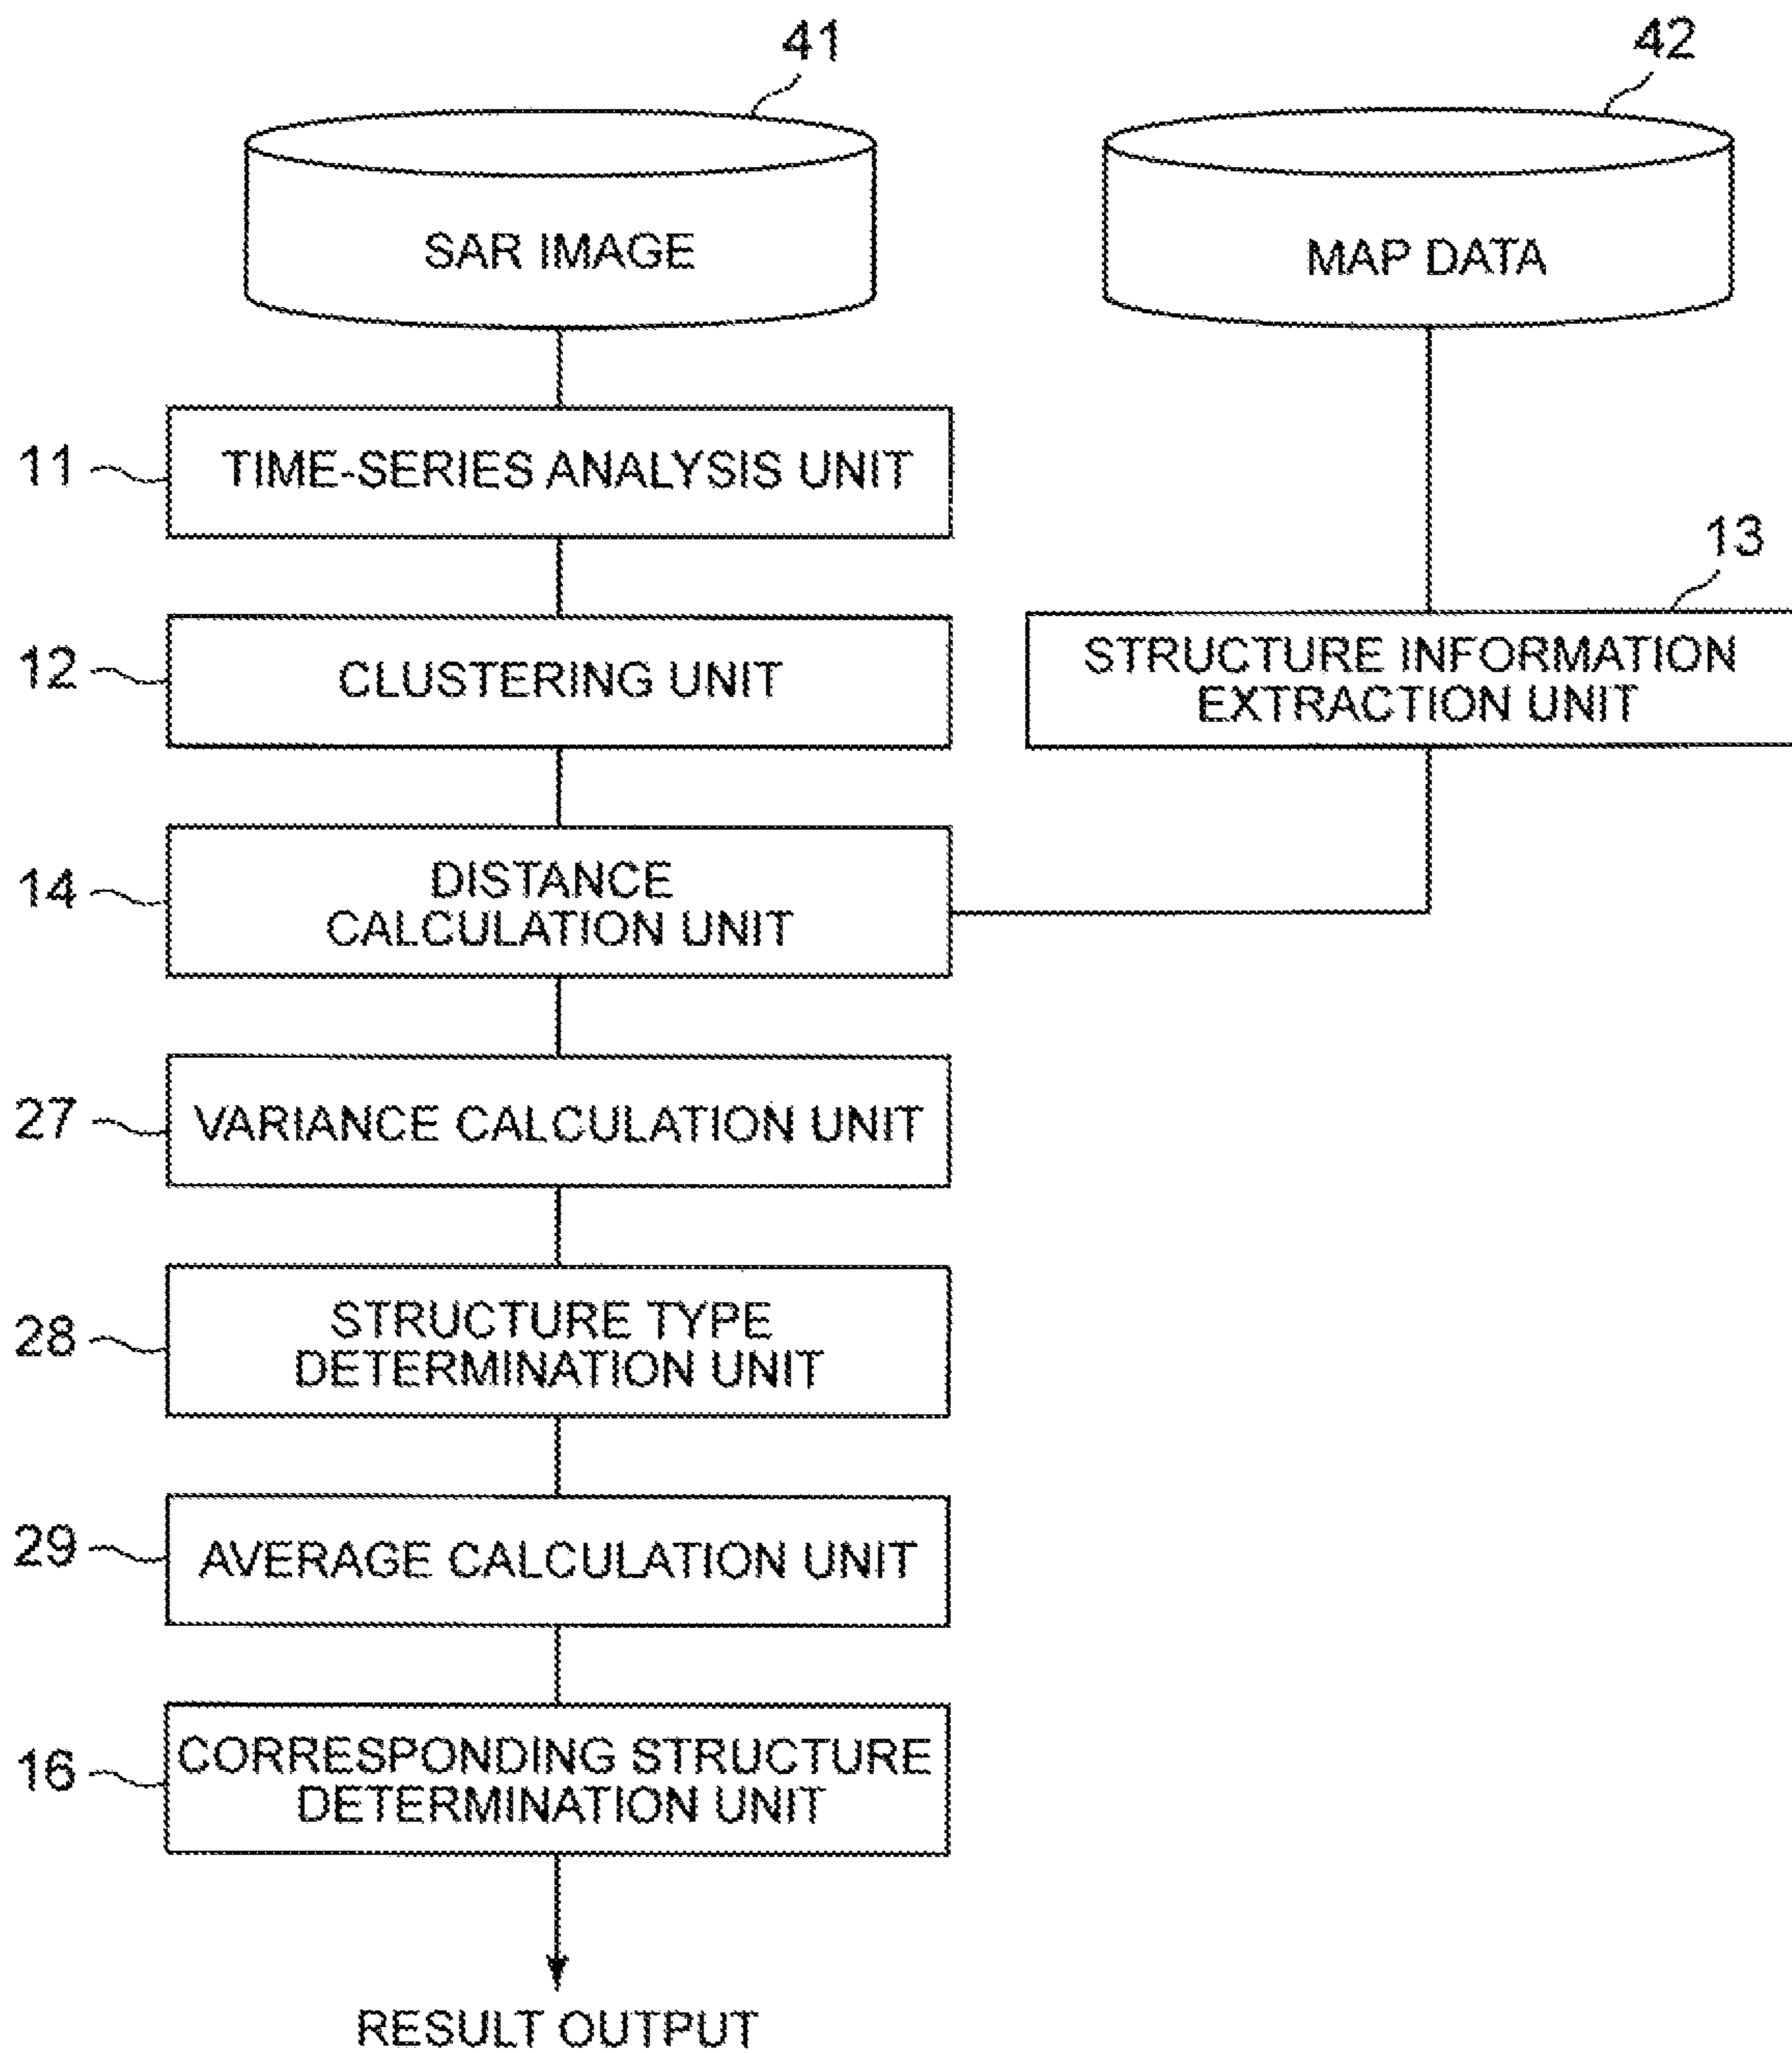 41
42
SAR IMAGE
MAP DATA
11
TIME-SERIES ANALYSIS UNIT
13
12
CLUSTERING UNIT
STRUCTURE INFORMATION
EXTRACTION UNIT
14
DISTANCE
CALCULATION UNIT
27
VARIANCE CALCULATION UNIT
28
STRUCTURE TYPE
DETERMINATION UNIT
29
AVERAGE CALCULATION UNIT
16
CORRESPONDING STRUCTURE
DETERMINATION UNIT
RESULT OUTPUT